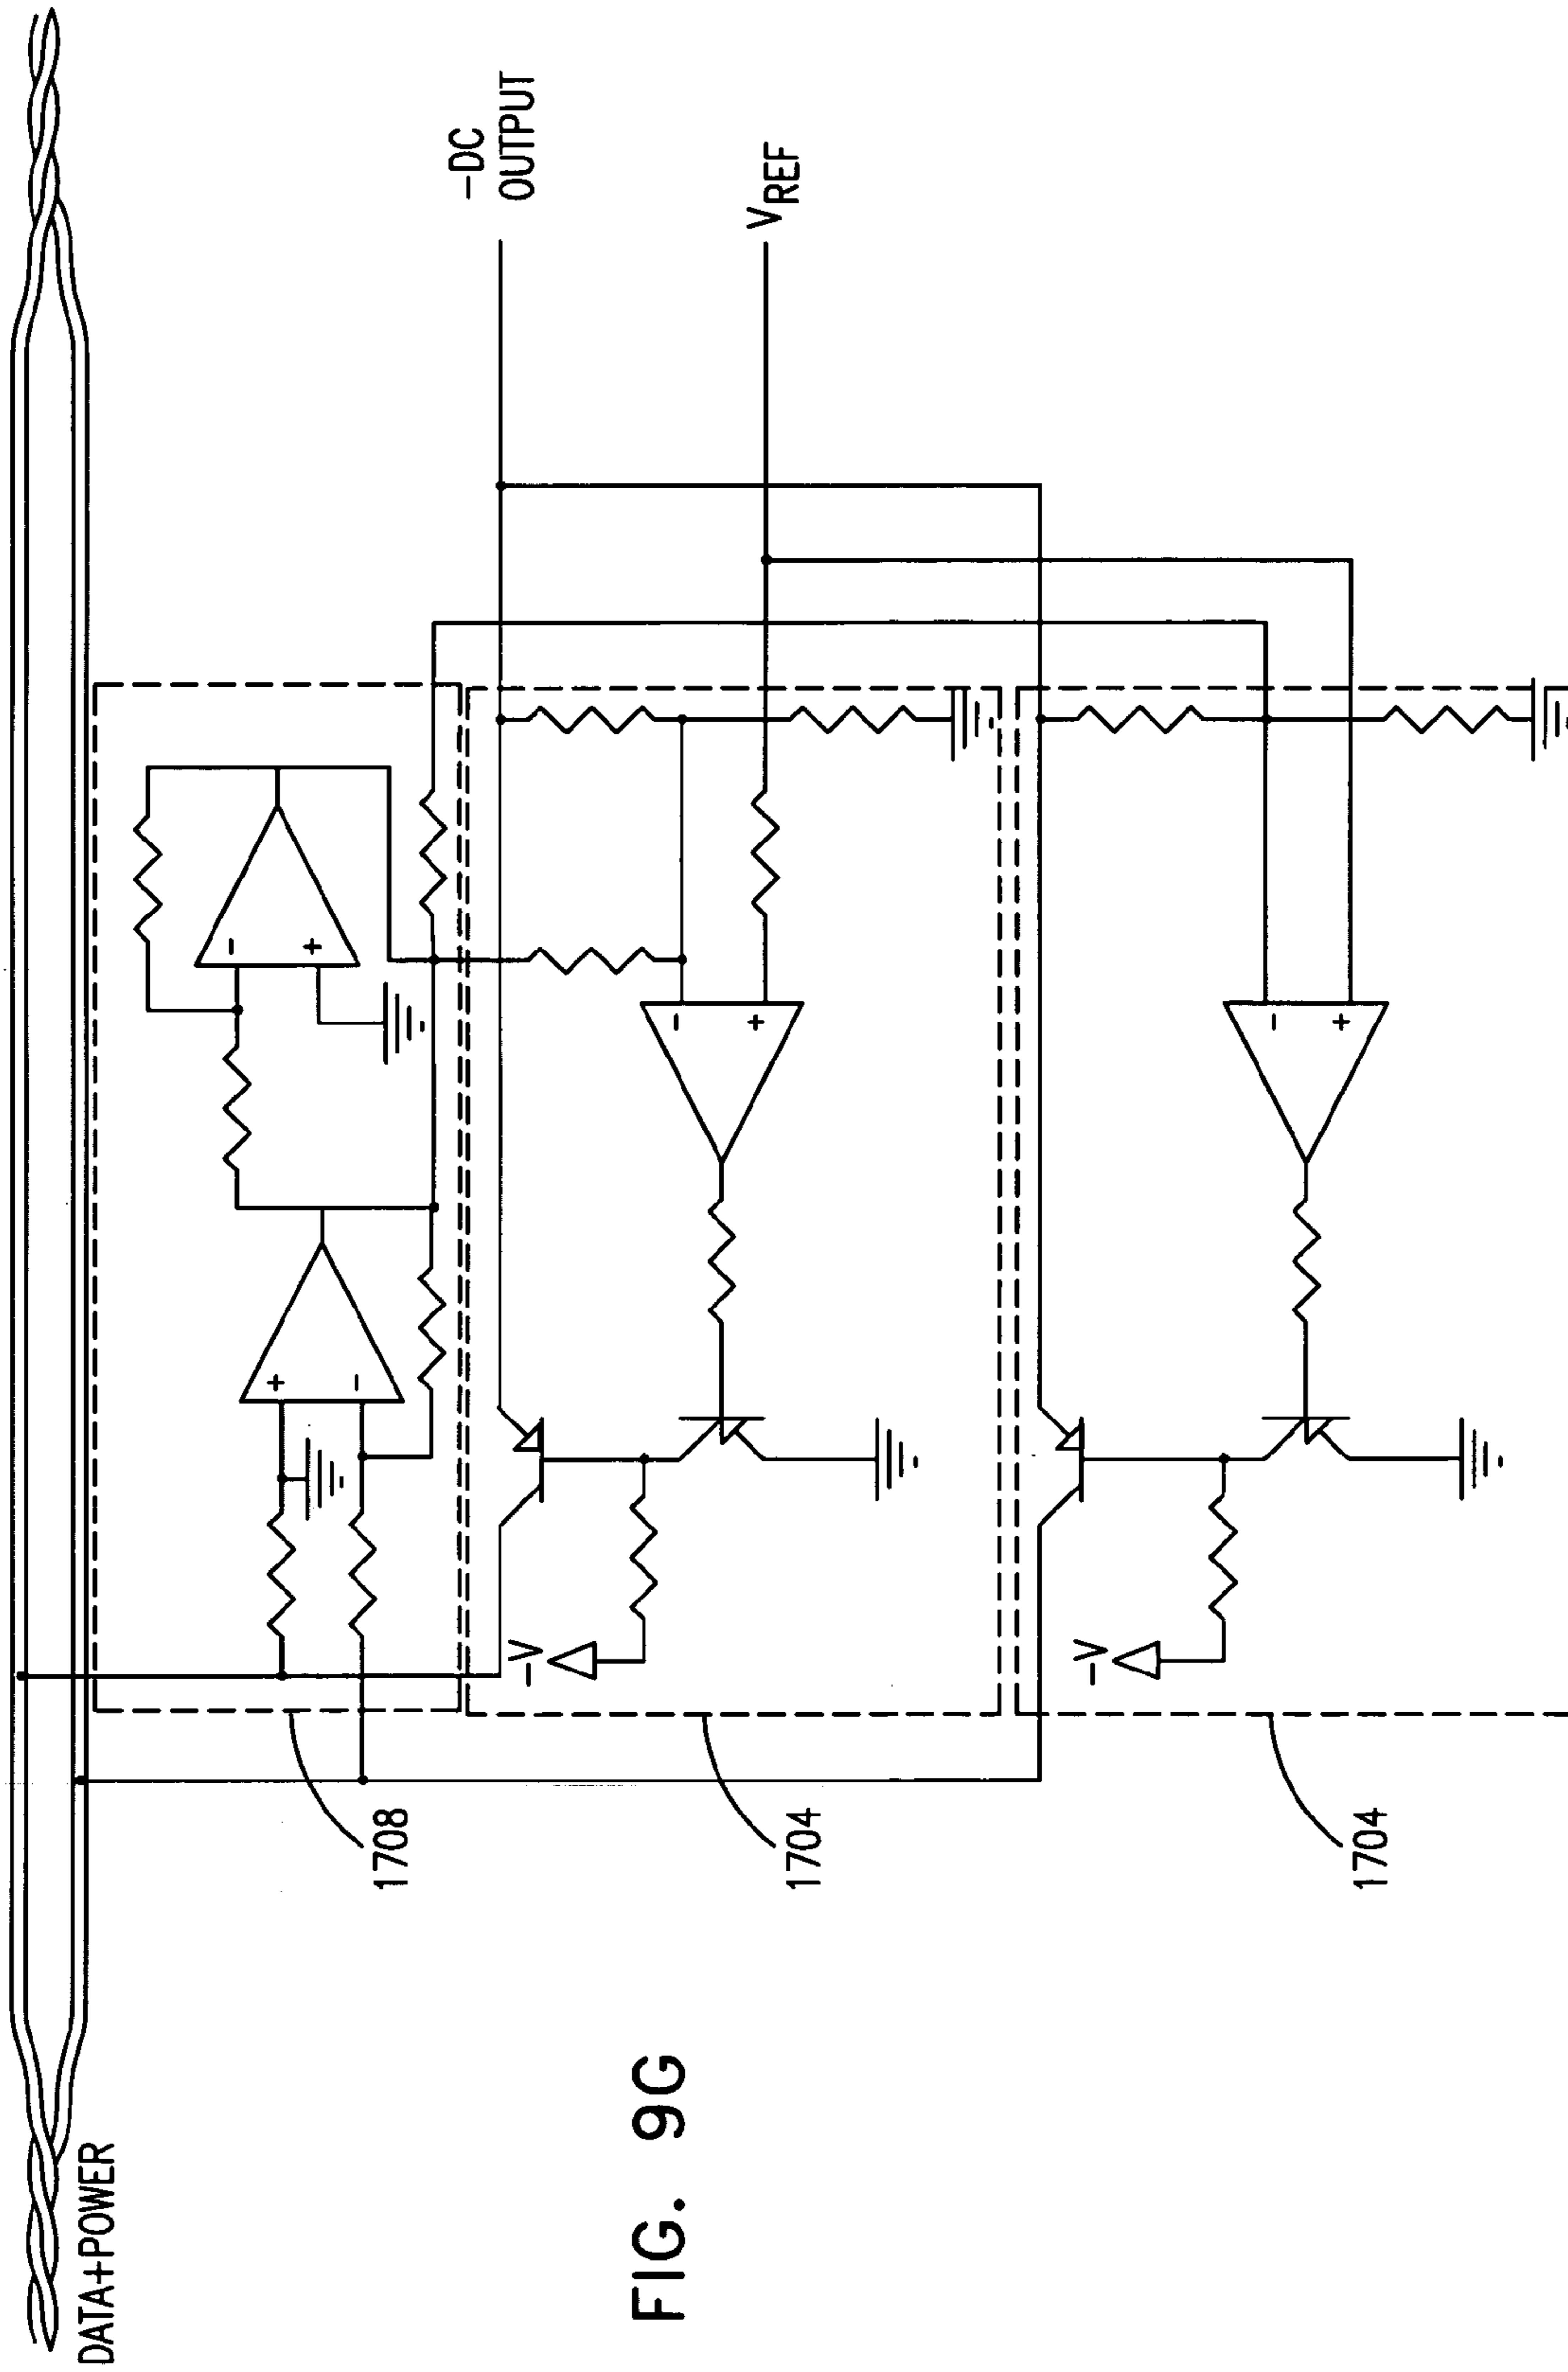 DATA+POWER
-DC
OUTPUT
VREF
+
-
-
+
-
+
-
+
-V
-V
1708
1704
1704
FIG. 9G